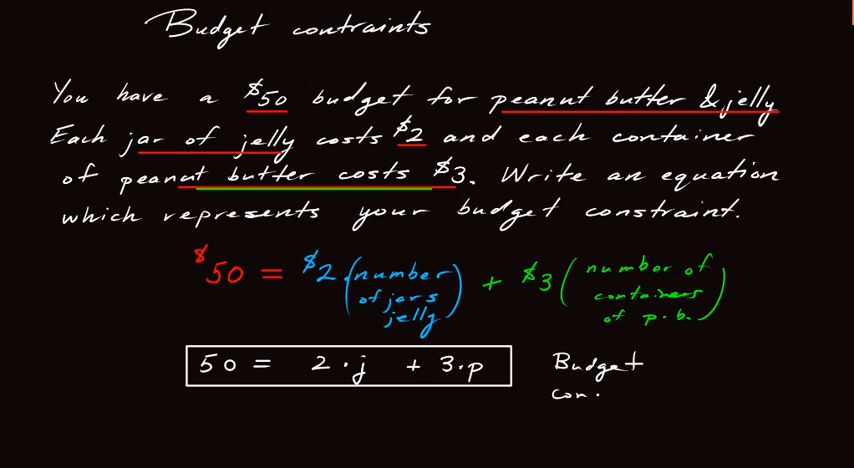 Budget contraints
You have a $50 budget for peanut butter & jelly
Each jar of jelly costs $2 and each container
of peanut butter costs $3. Write an equation
which represents your budget constraint.
$50 = $2 (number of jars jelly) + $3 (number of containers of p.b.)
50 = 2·j + 3·p
Budget
con.